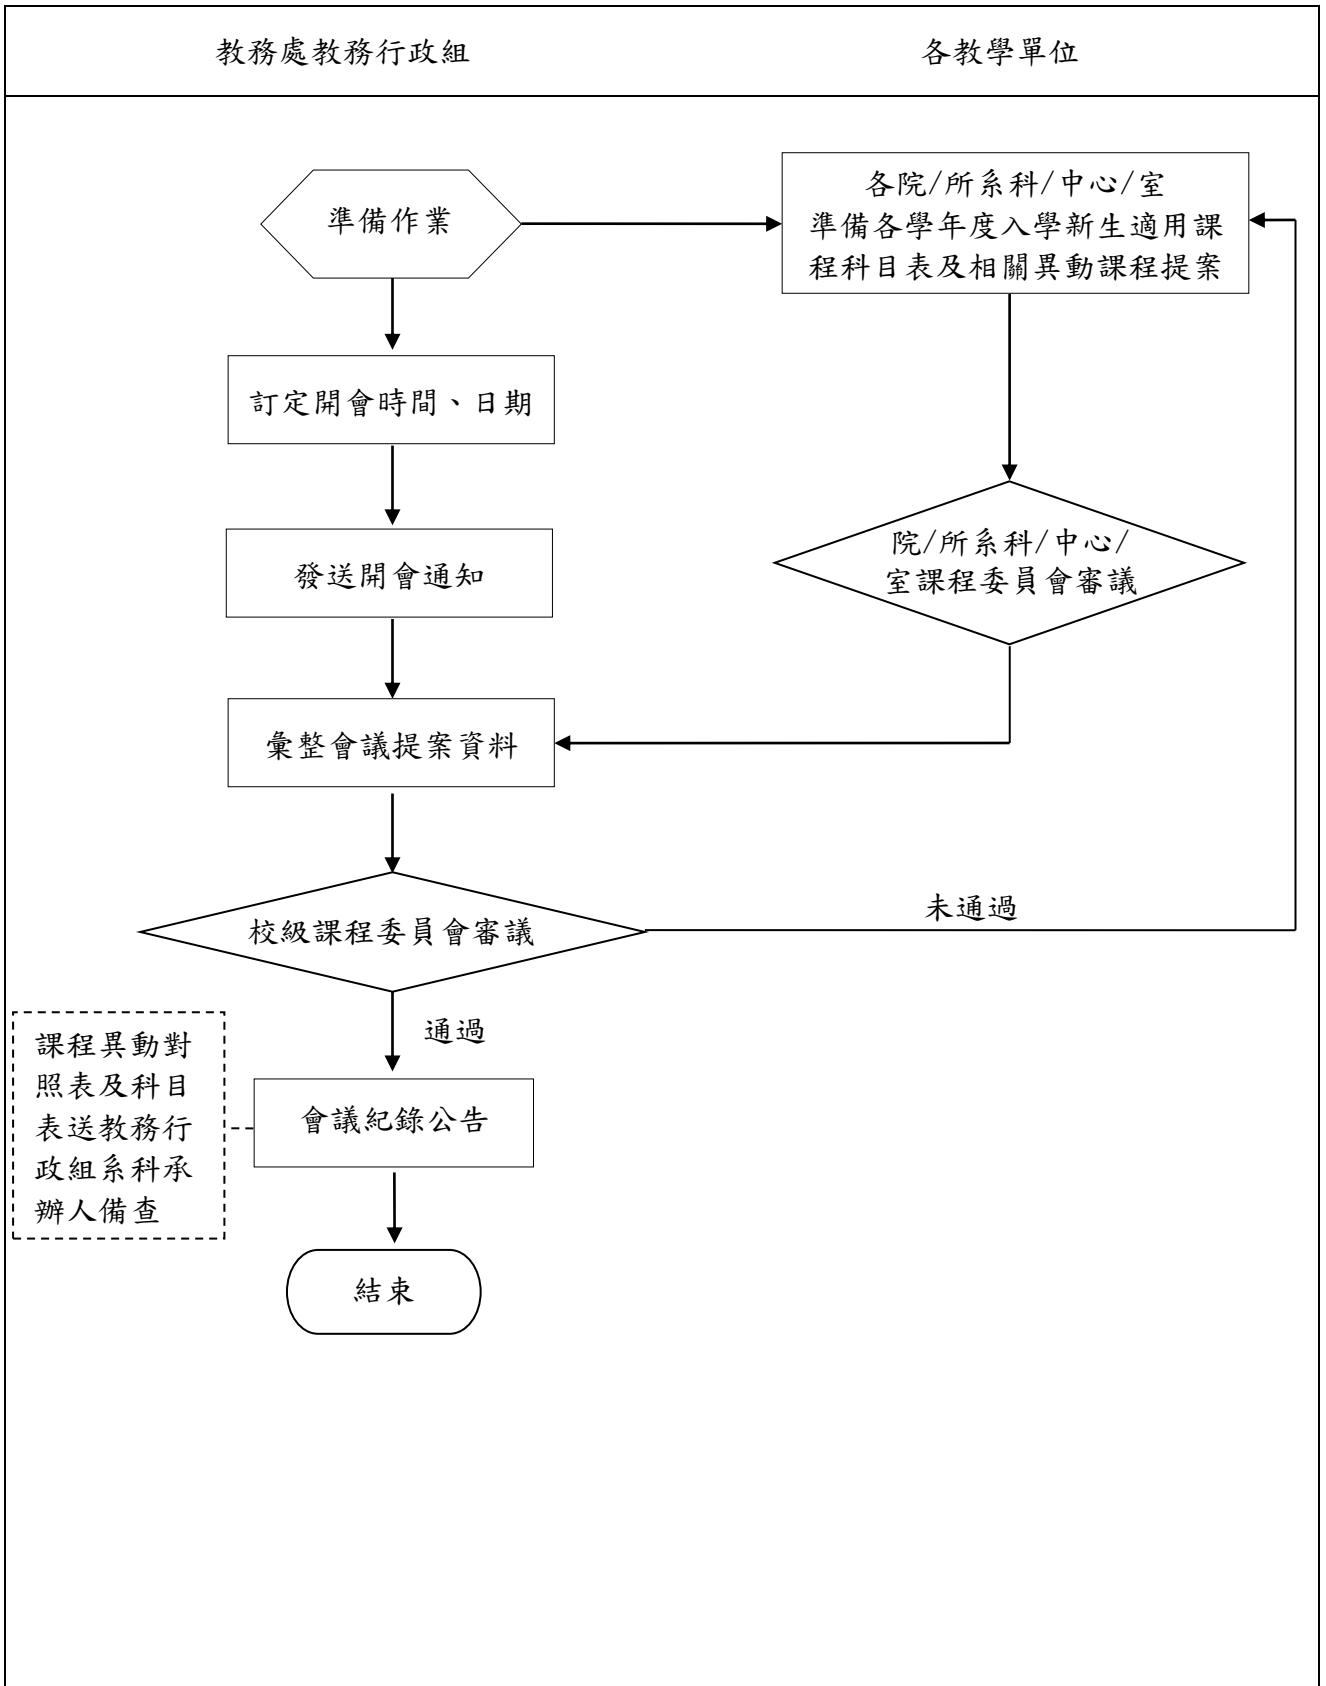 教務處教務行政組
各教學單位
準備作業
各院/所系科/中心/室
準備各學年度入學新生適用課
程科目表及相關異動課程提案
訂定開會時間、日期
發送開會通知
院/所系科/中心/
室課程委員會審議
彙整會議提案資料
校級課程委員會審議
未通過
通過
課程異動對
照表及科目
表送教務行
政組系科承
辦人備查
會議紀錄公告
結束